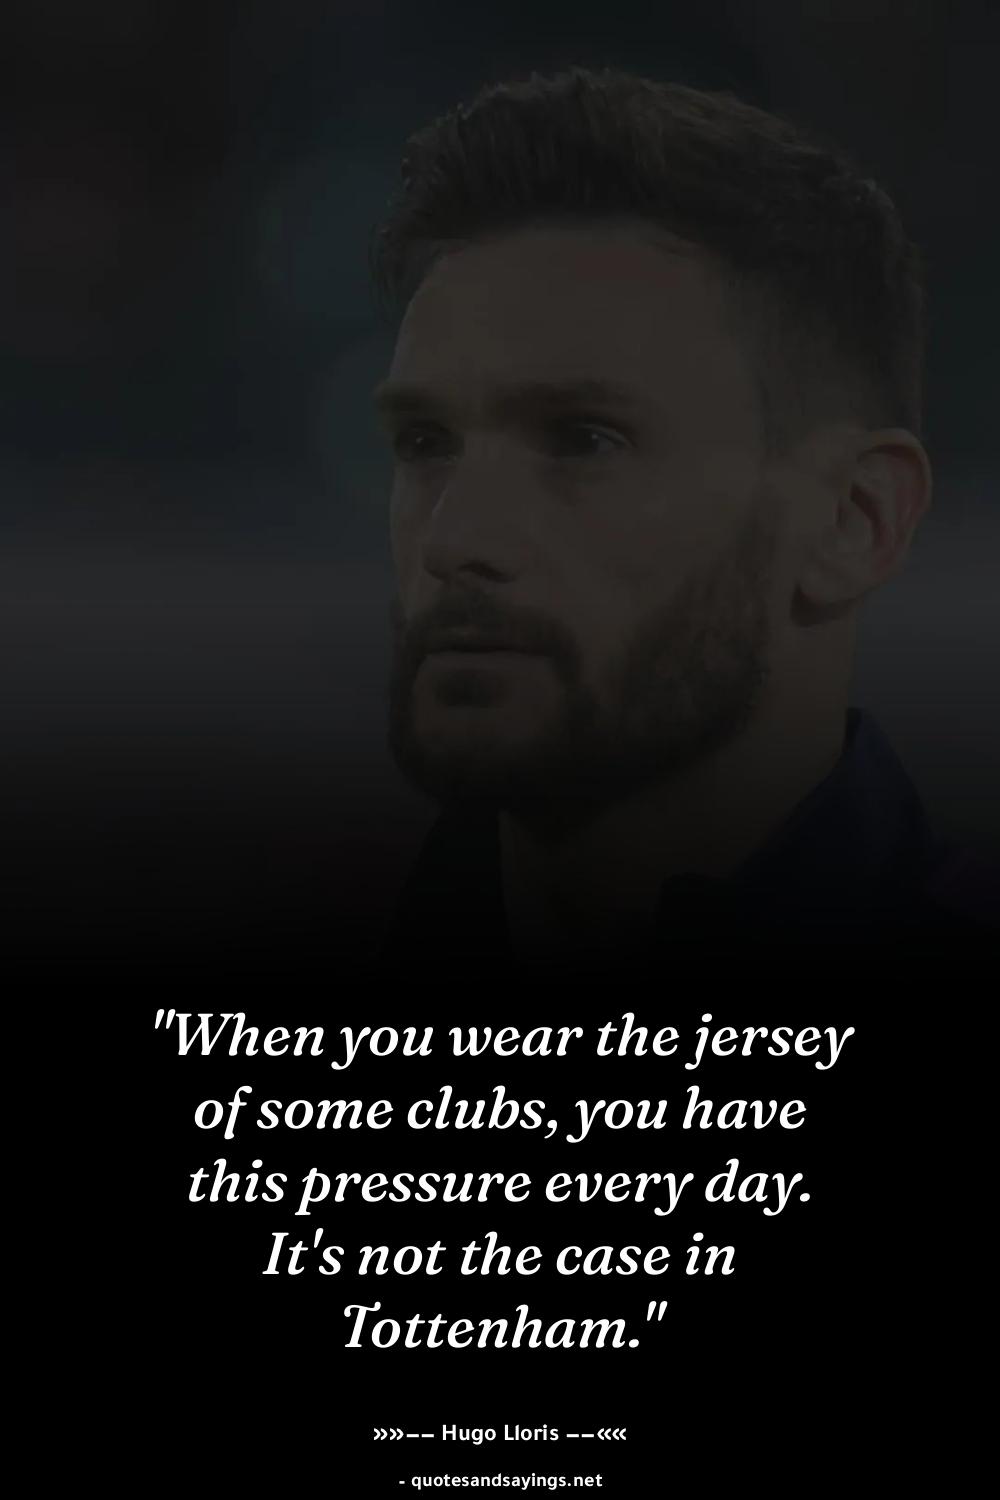 "When you wear the jersey
of some clubs, you have
this pressure every day.
It's not the case in
Tottenham."
»»−− Hugo Lloris −−««
- quotesandsayings.net